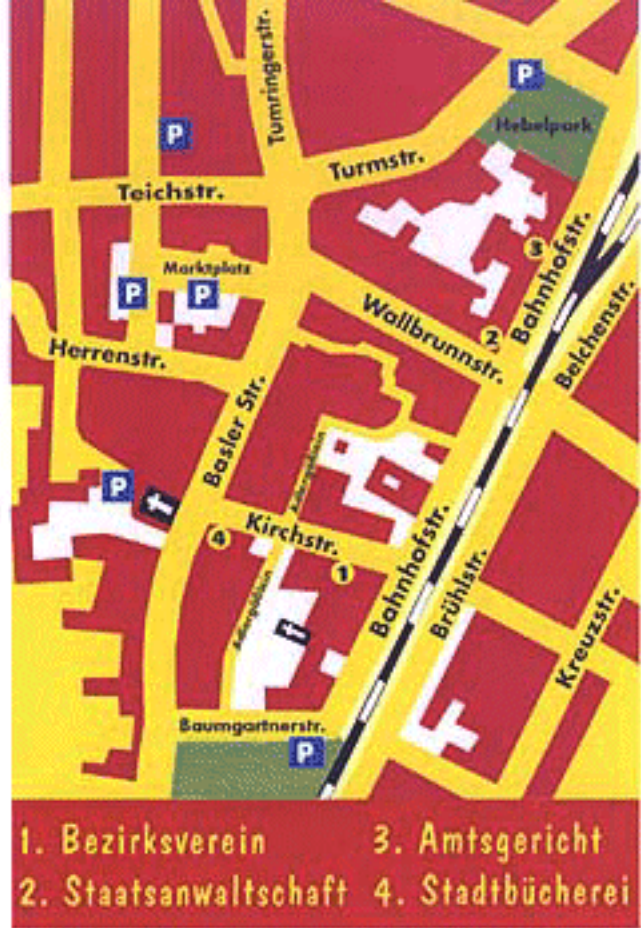 Tumringerstr.
P
Hebelpark
P
Turmstr.
Teichstr.
3
Marktplatz
Bahnhofstr.
P
P
Wallbrunnstr.
2
Belchenstr.
Herrenstr.
Basler Str.
P
4
Kirchstr.
1
Bahnhofstr.
Brühlstr.
Kreuzstr.
Baumgartnerstr.
P
1. Bezirksverein
2. Staatsanwaltschaft
3. Amtsgericht
4. Stadtbücherei